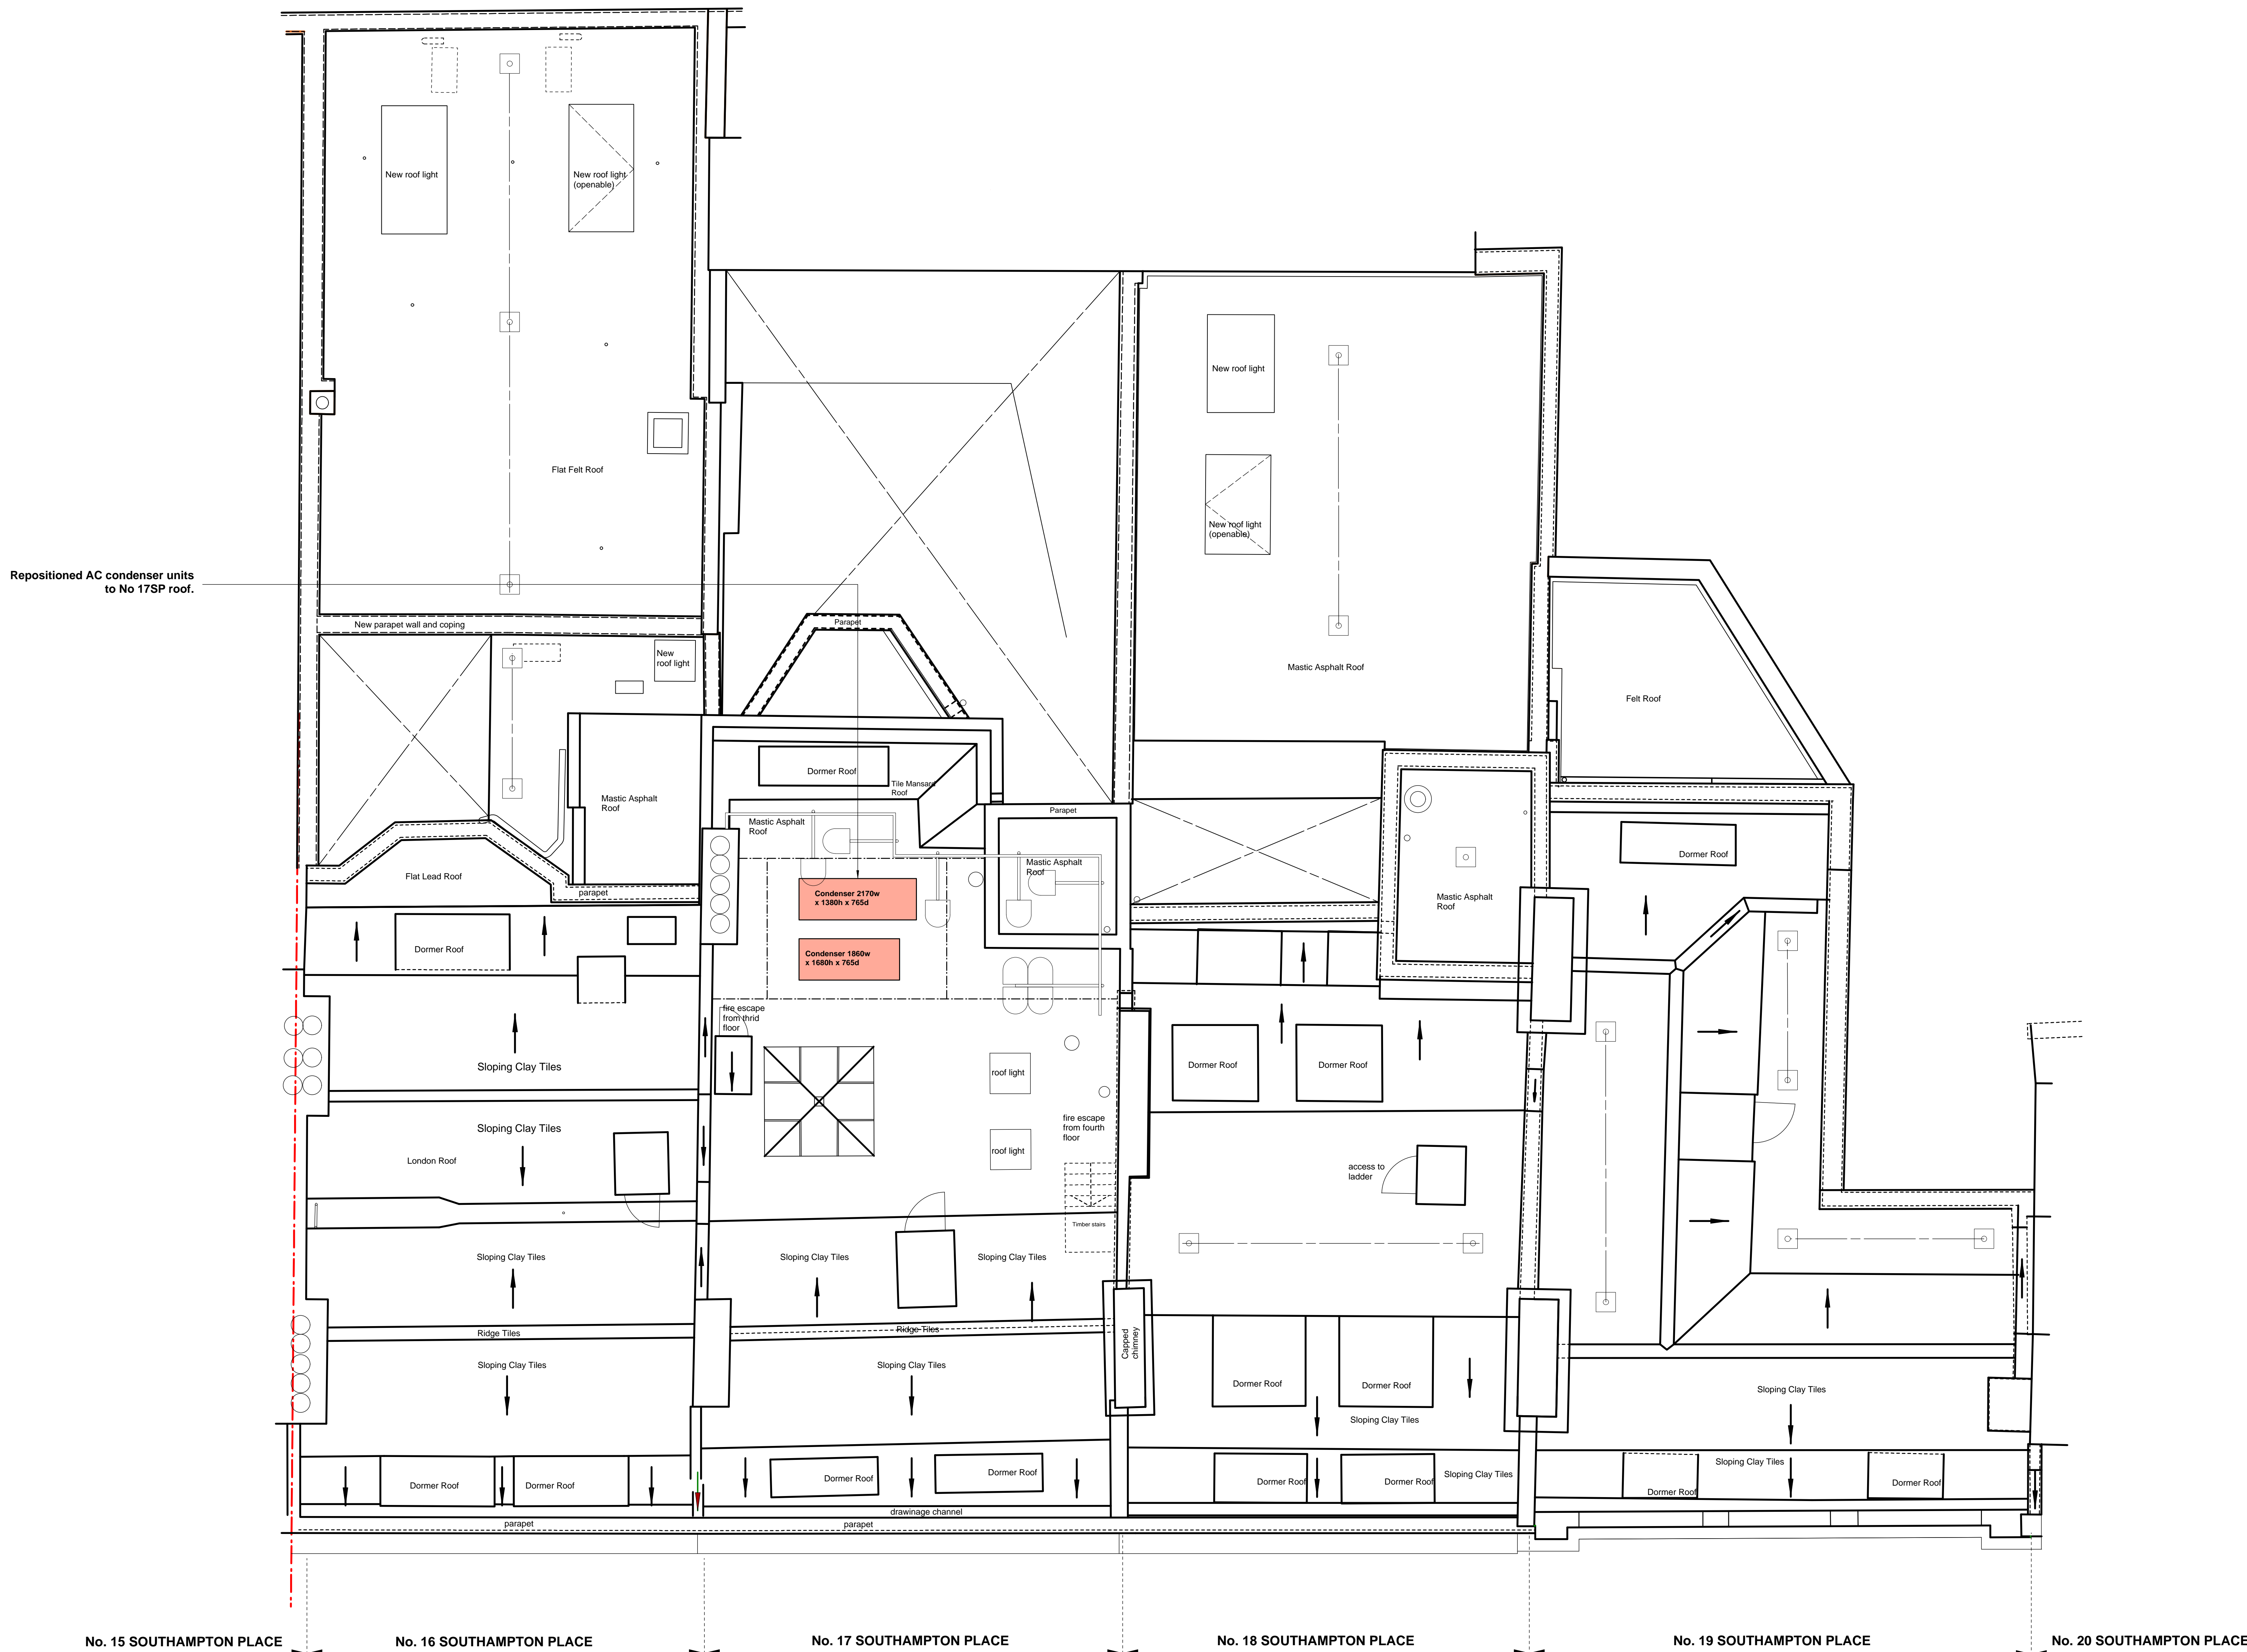 New roof light
New roof light
(openable)
New roof light
New roof light
(openable)
Flat Felt Roof
Repositioned AC condenser units
to No 17SP roof.
New parapet wall and coping
Parapet
New
roof light
Mastic Asphalt Roof
Felt Roof
Dormer Roof
Tile Mansard
Roof
Mastic Asphalt
Roof
Mastic Asphalt
Roof
Parapet
Mastic Asphalt
Roof
Dormer Roof
Flat Lead Roof
parapet
Condenser 2170w
x 1380h x 765d
Mastic Asphalt
Roof
Dormer Roof
Condenser 1860w
x 1680h x 765d
fire escape
from thrid
floor
Sloping Clay Tiles
roof light
Dormer Roof
Dormer Roof
Sloping Clay Tiles
fire escape
from fourth
floor
London Roof
roof light
access to
ladder
Timber stairs
Sloping Clay Tiles
Sloping Clay Tiles
Sloping Clay Tiles
Ridge Tiles
Ridge Tiles
Capped
chimney
Sloping Clay Tiles
Sloping Clay Tiles
Dormer Roof
Dormer Roof
Sloping Clay Tiles
Sloping Clay Tiles
Dormer Roof
Dormer Roof
Dormer Roof
Dormer Roof
Dormer Roof
Dormer Roof
Sloping Clay Tiles
Sloping Clay Tiles
Dormer Roof
Dormer Roof
drawinage channel
parapet
parapet
No. 15 SOUTHAMPTON PLACE
No. 16 SOUTHAMPTON PLACE
No. 17 SOUTHAMPTON PLACE
No. 18 SOUTHAMPTON PLACE
No. 19 SOUTHAMPTON PLACE
No. 20 SOUTHAMPTON PLACE